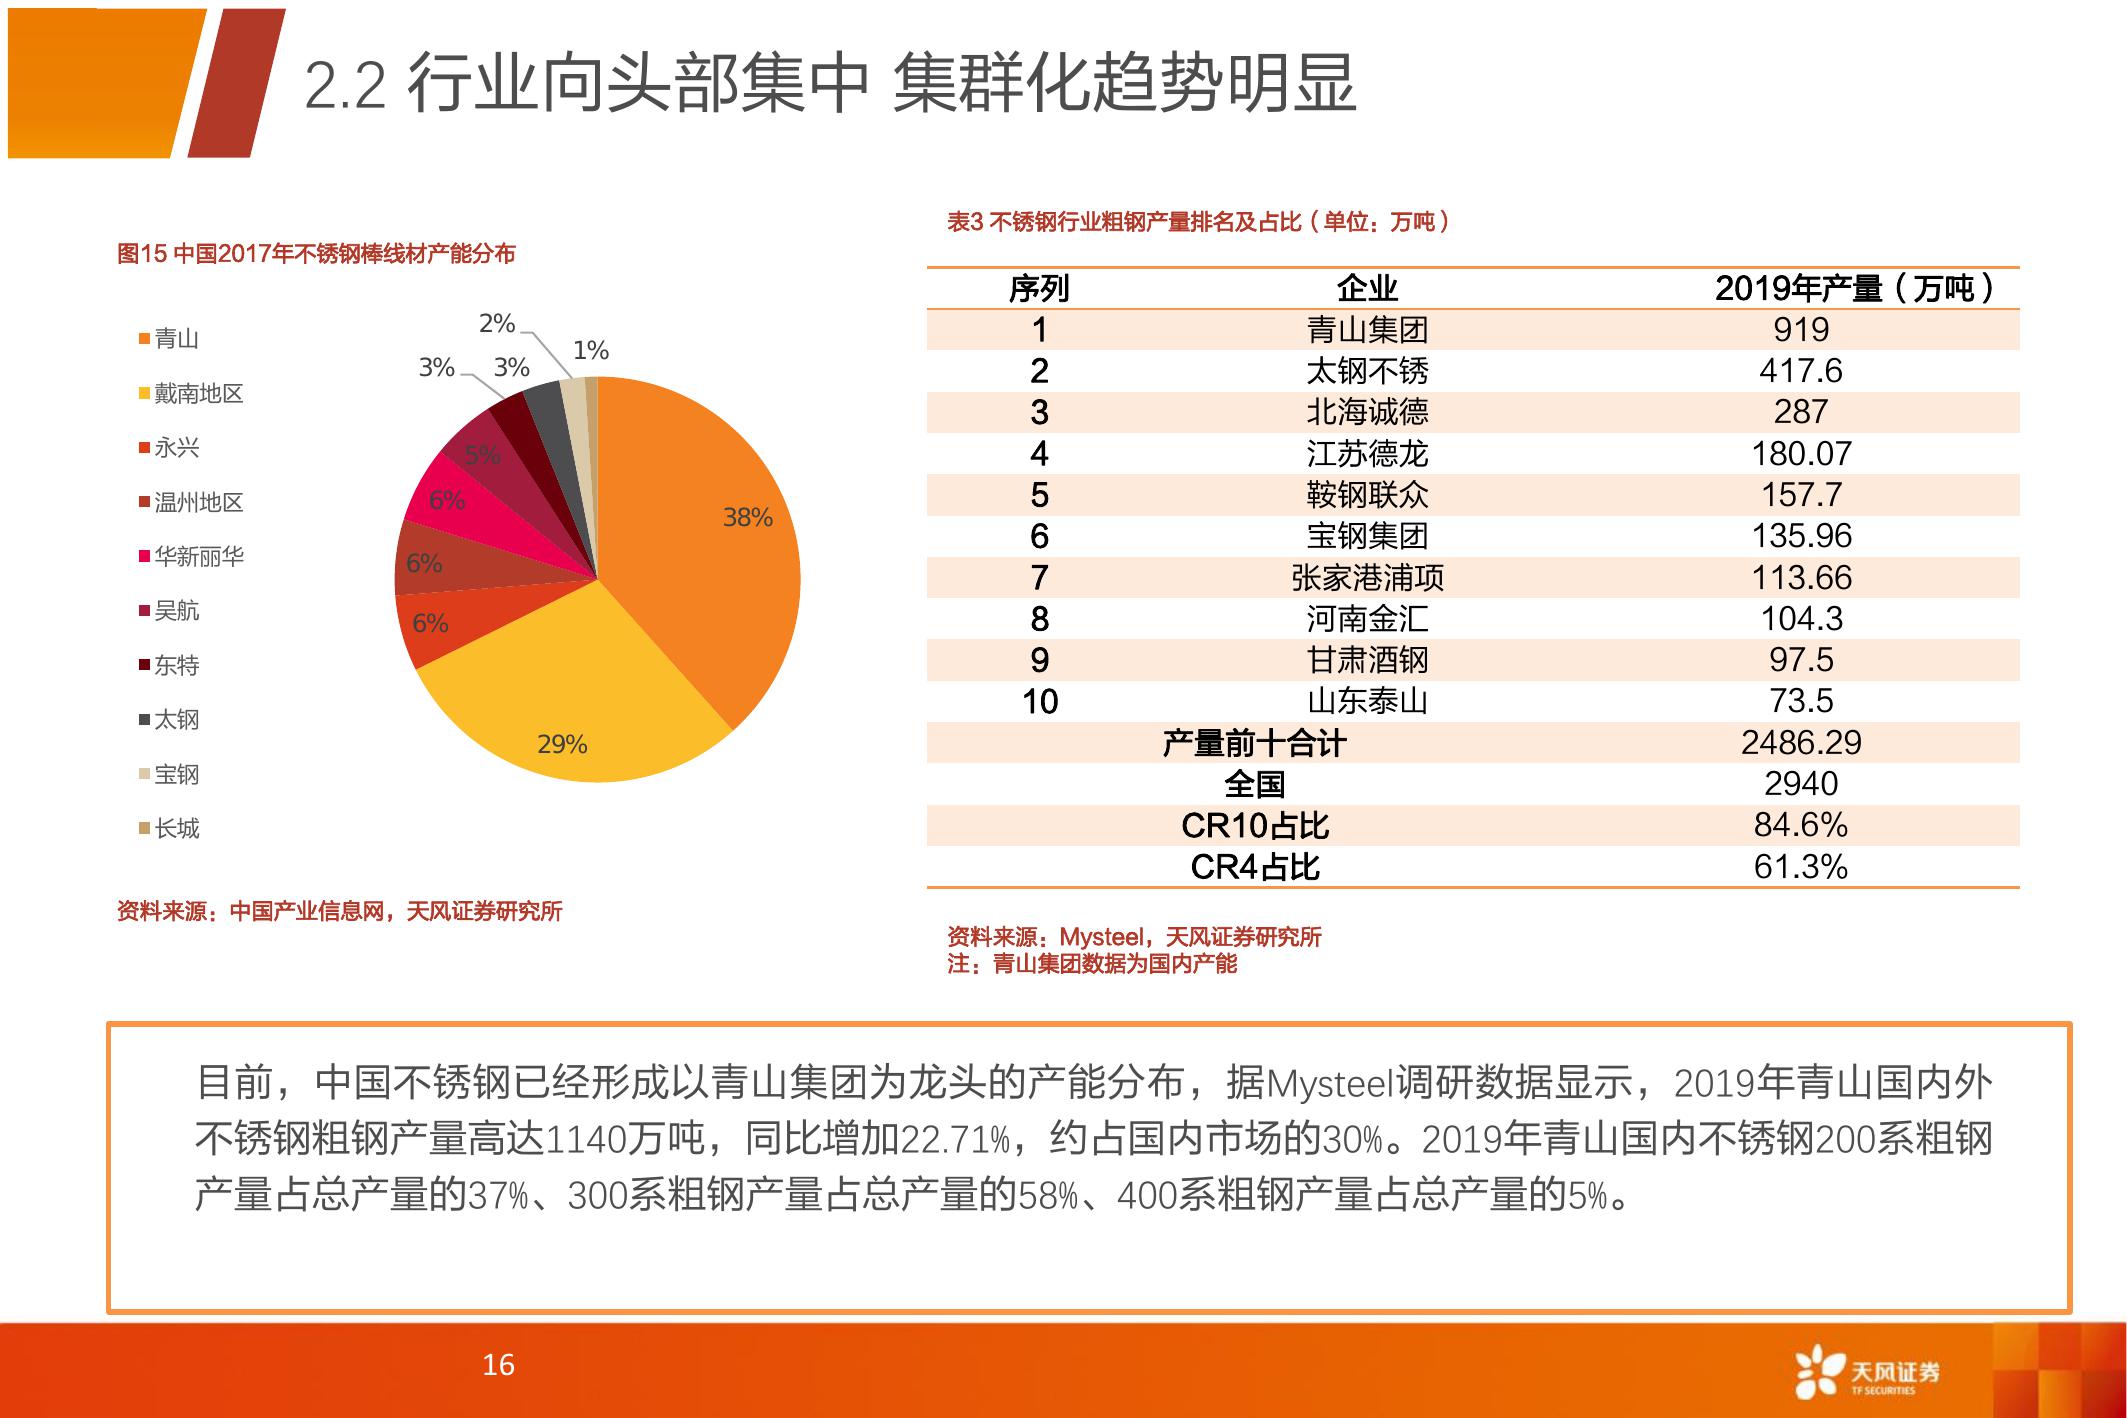 2.2 行业向头部集中 集群化趋势明显
图15 中国2017年不锈钢棒线材产能分布
青山
戴南地区
永兴
温州地区
华新丽华
吴航
东特
太钢
宝钢
长城
2%
1%
3%
3%
5%
6%
6%
6%
38%
29%
资料来源：中国产业信息网，天风证券研究所
表3 不锈钢行业粗钢产量排名及占比（单位：万吨）
序列 企业 2019年产量（万吨）
1 青山集团 919
2 太钢不锈 417.6
3 北海诚德 287
4 江苏德龙 180.07
5 鞍钢联众 157.7
6 宝钢集团 135.96
7 张家港浦项 113.66
8 河南金汇 104.3
9 甘肃酒钢 97.5
10 山东泰山 73.5
产量前十合计 2486.29
全国 2940
CR10占比 84.6%
CR4占比 61.3%
资料来源：Mysteel，天风证券研究所
注：青山集团数据为国内产能
目前，中国不锈钢已经形成以青山集团为龙头的产能分布，据Mysteel调研数据显示，2019年青山国内外
不锈钢粗钢产量高达1140万吨，同比增加22.71%，约占国内市场的30%。2019年青山国内不锈钢200系粗钢
产量占总产量的37%、300系粗钢产量占总产量的58%、400系粗钢产量占总产量的5%。
16
天风证券
TF SECURITIES